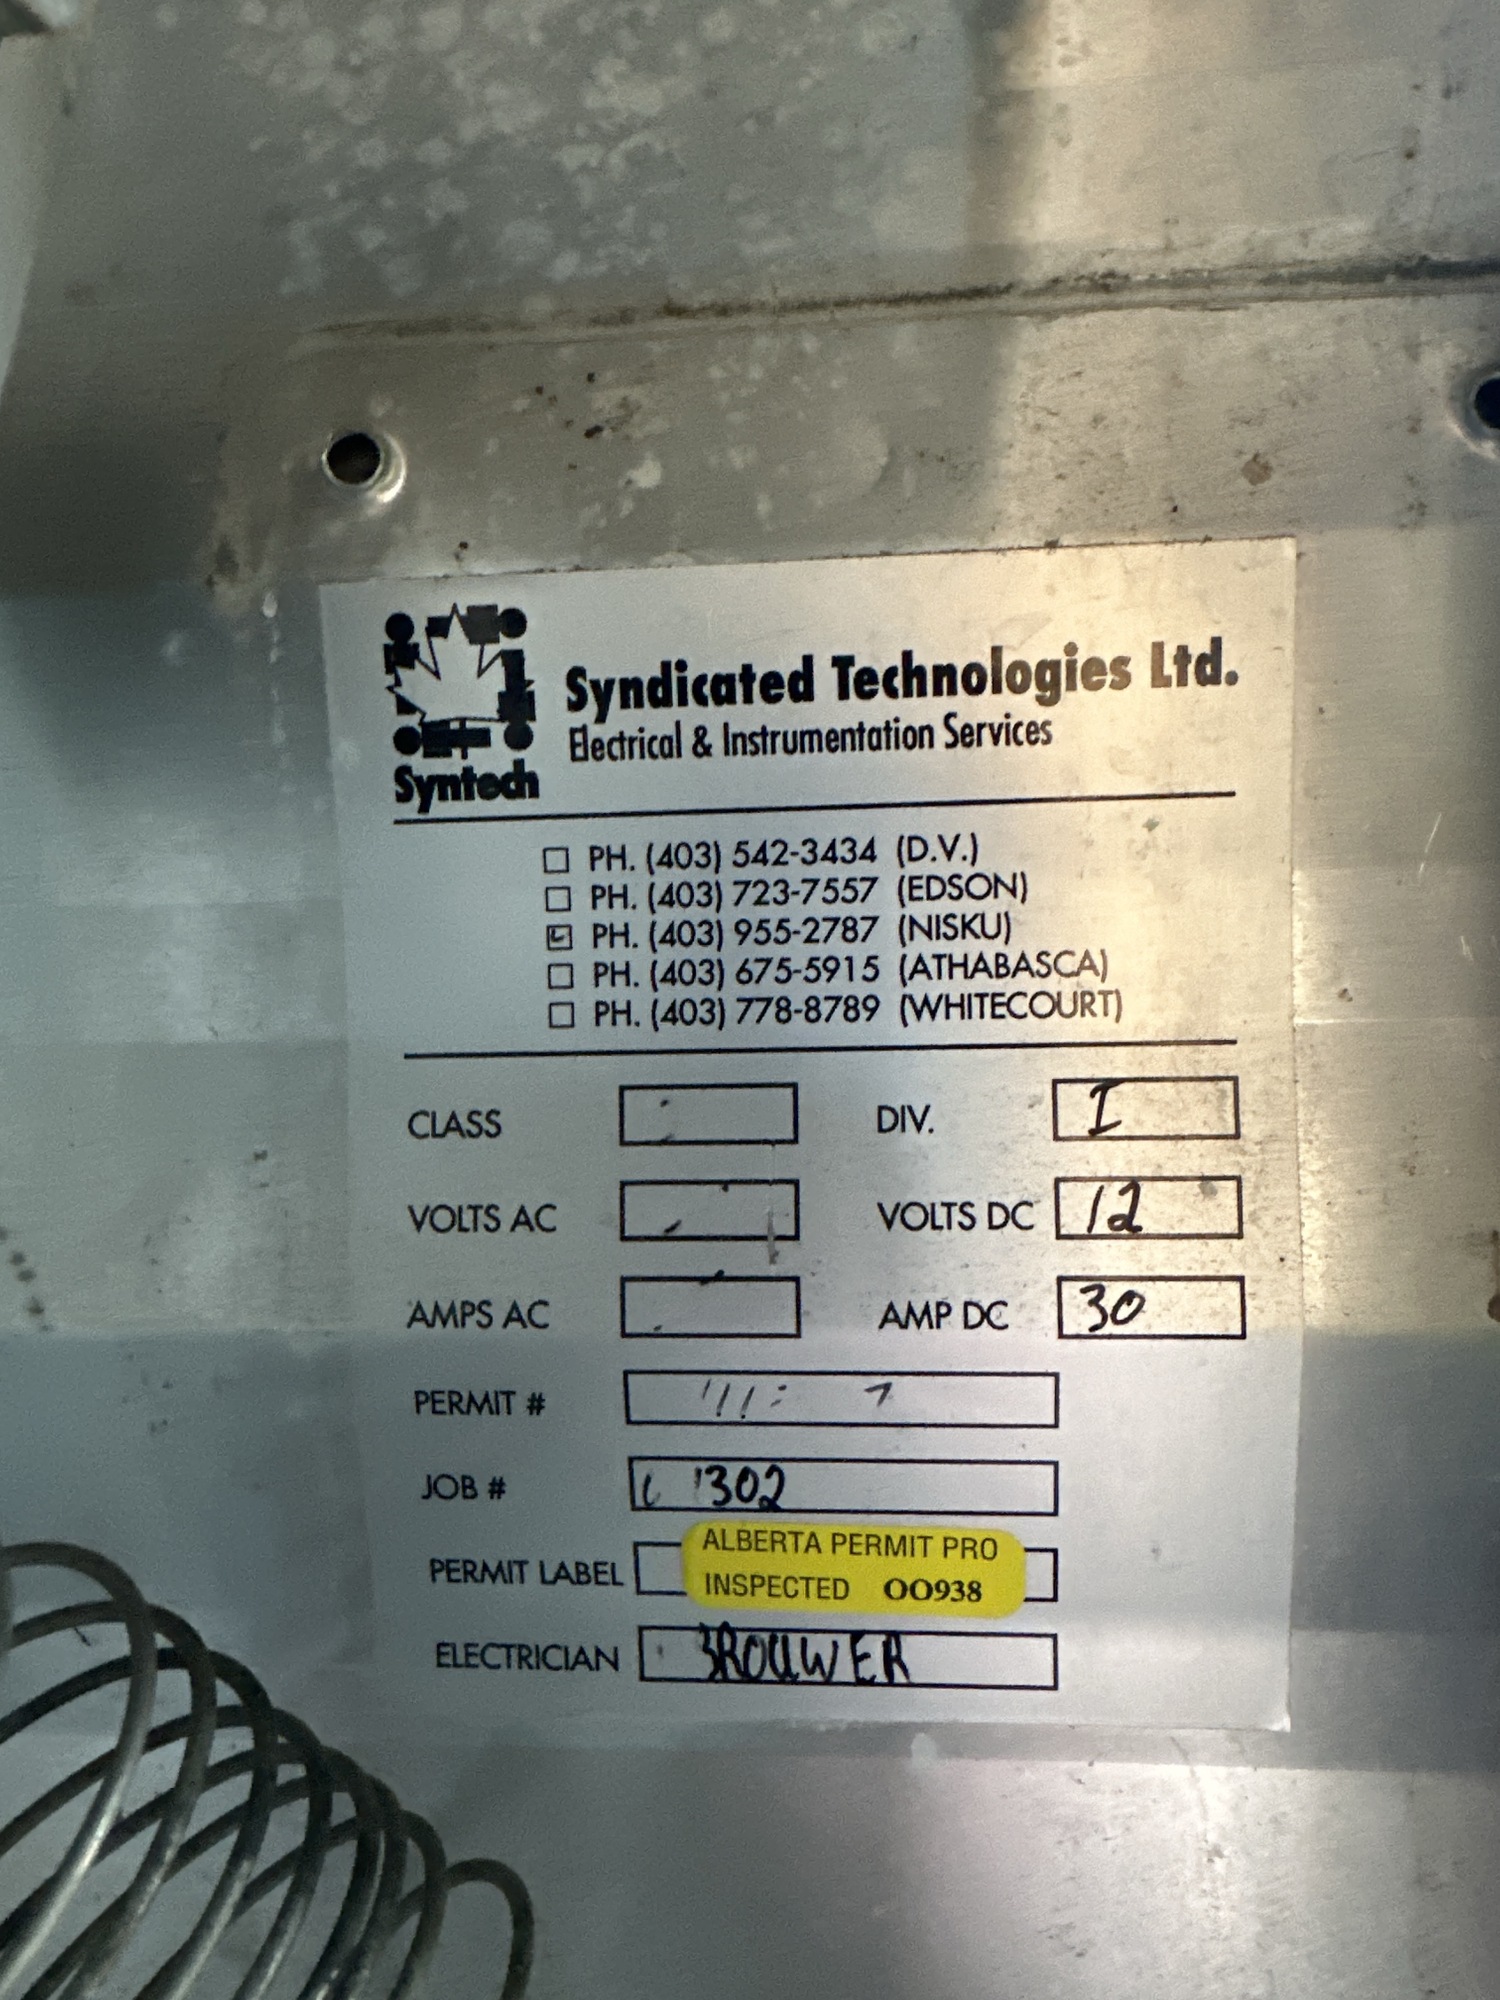 Syndicated Technologies Ltd.
Electrical & Instrumentation Services
Syntech
PH. (403) 542-3434 (D.V.)
PH. (403) 723-7557 (EDSON)
PH. (403) 955-2787 (NISKU)
PH. (403) 675-5915 (ATHABASCA)
PH. (403) 778-8789 (WHITECOURT)
CLASS DIV. I
VOLTS AC VOLTS DC 12
AMPS AC AMP DC 30
PERMIT #
JOB # 1302
PERMIT LABEL
ALBERTA PERMIT PRO
INSPECTED OO938
ELECTRICIAN BROUWER